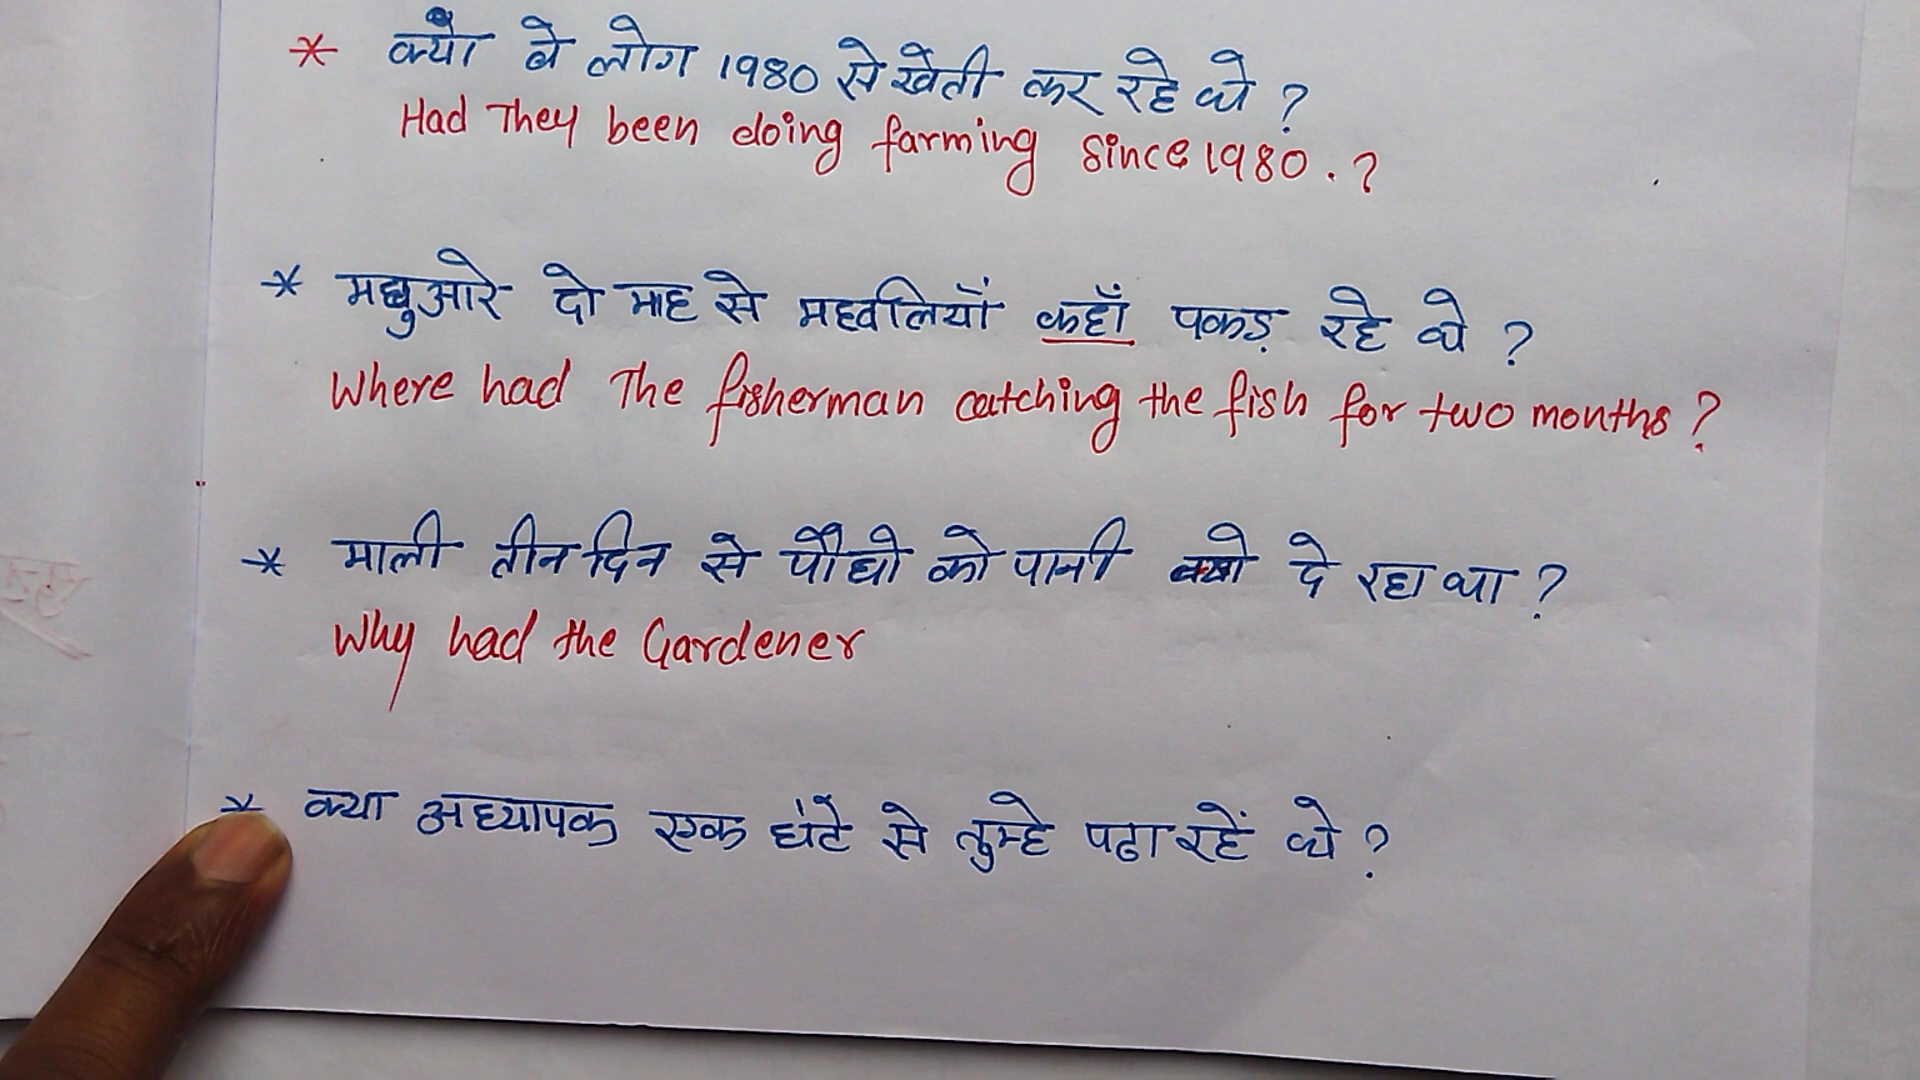 * क्या वे लोग 1980 से खेती कर रहे थे ?
Had They been doing farming Since 1980 . ?
* मछुआरे दो माह से मछलियाँ कहाँ पकड़ रहे थे ?
Where had The fisherman catching the fish for two months ?
* माली तीन दिन से पौधो को पानी क्यो दे रहा था ?
Why had the Gardener
* क्या अध्यापक एक घंटे से तुम्हे पढा रहें थे ?